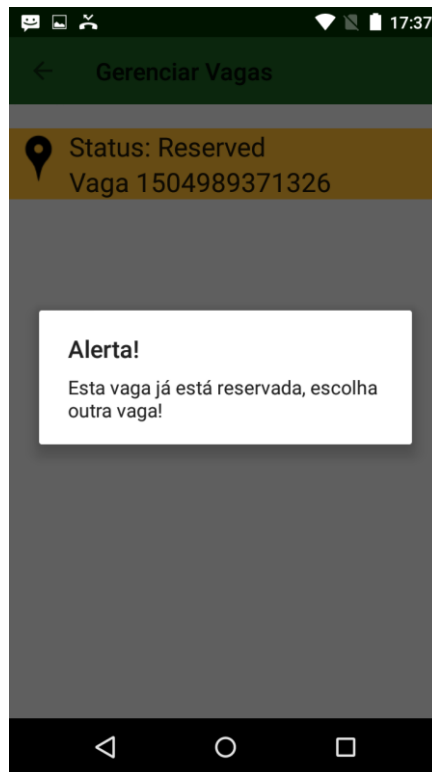 17:37
Gerenciar Vagas
Status: Reserved
Vaga 1504989371326
Alerta!
Esta vaga já está reservada, escolha
outra vaga!